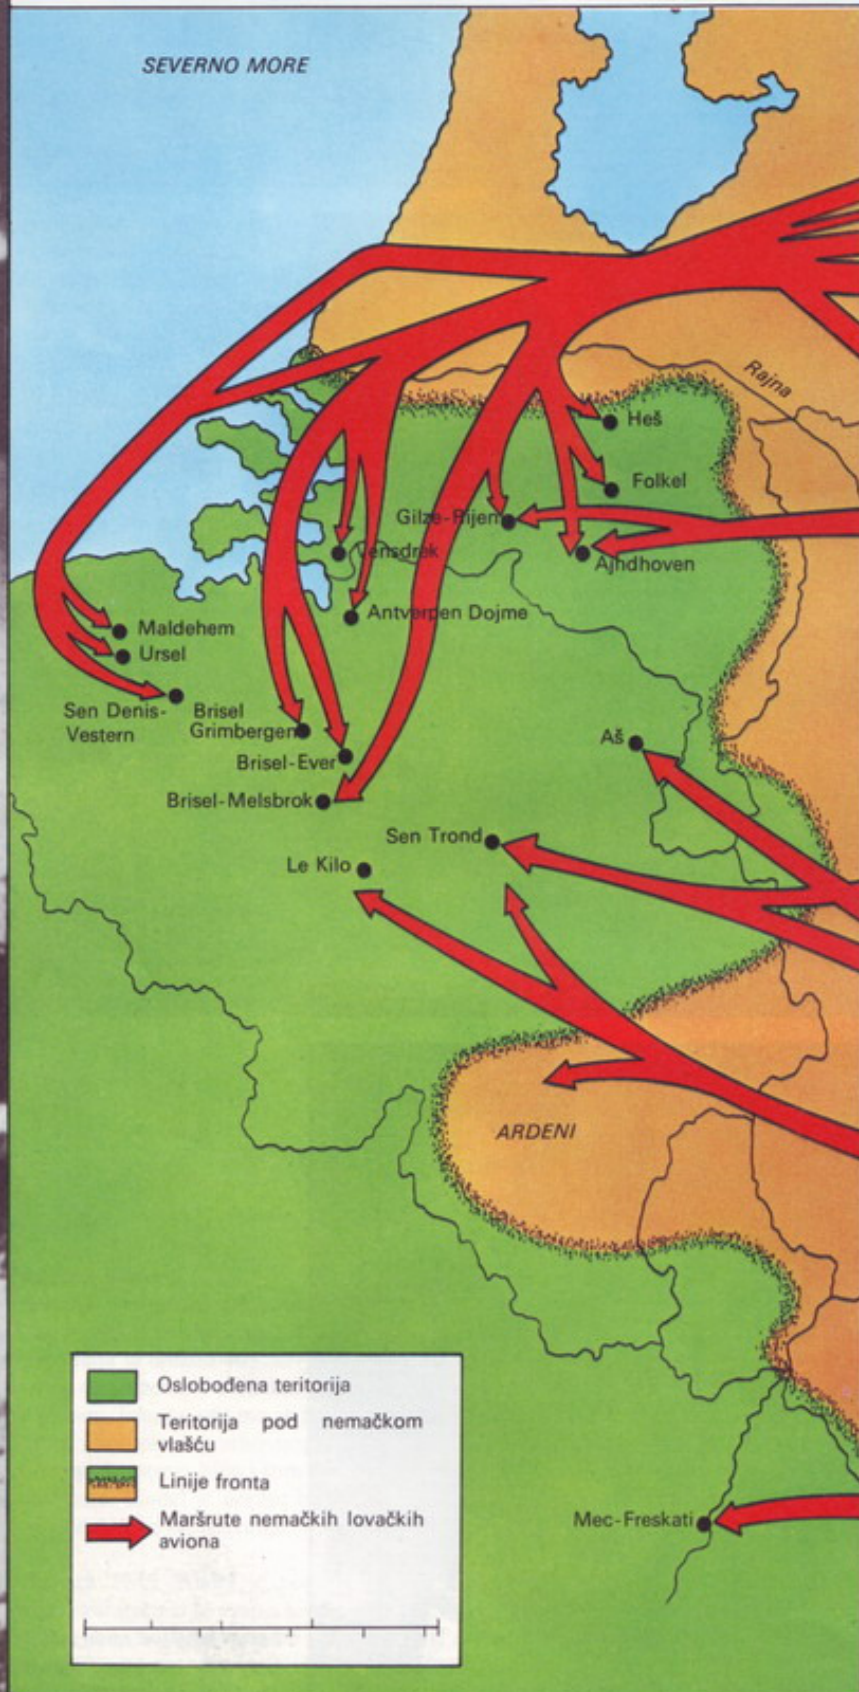 SEVERNO MORE
Rajna
Heš
Folkel
Gilze-Rijen
Vensdrek
Ajndhoven
Antverpen Dojme
Maldehem
Ursel
Sen Denis-
Vestern
Brisel
Grimbergen
Brisel-Ever
Aš
Brisel-Melsbrok
Sen Trond
Le Kilo
ARDENI
Oslobođena teritorija
Teritorija pod nemačkom
vlašću
Linije fronta
Maršrute nemačkih lovačkih
aviona
Mec-Freskati